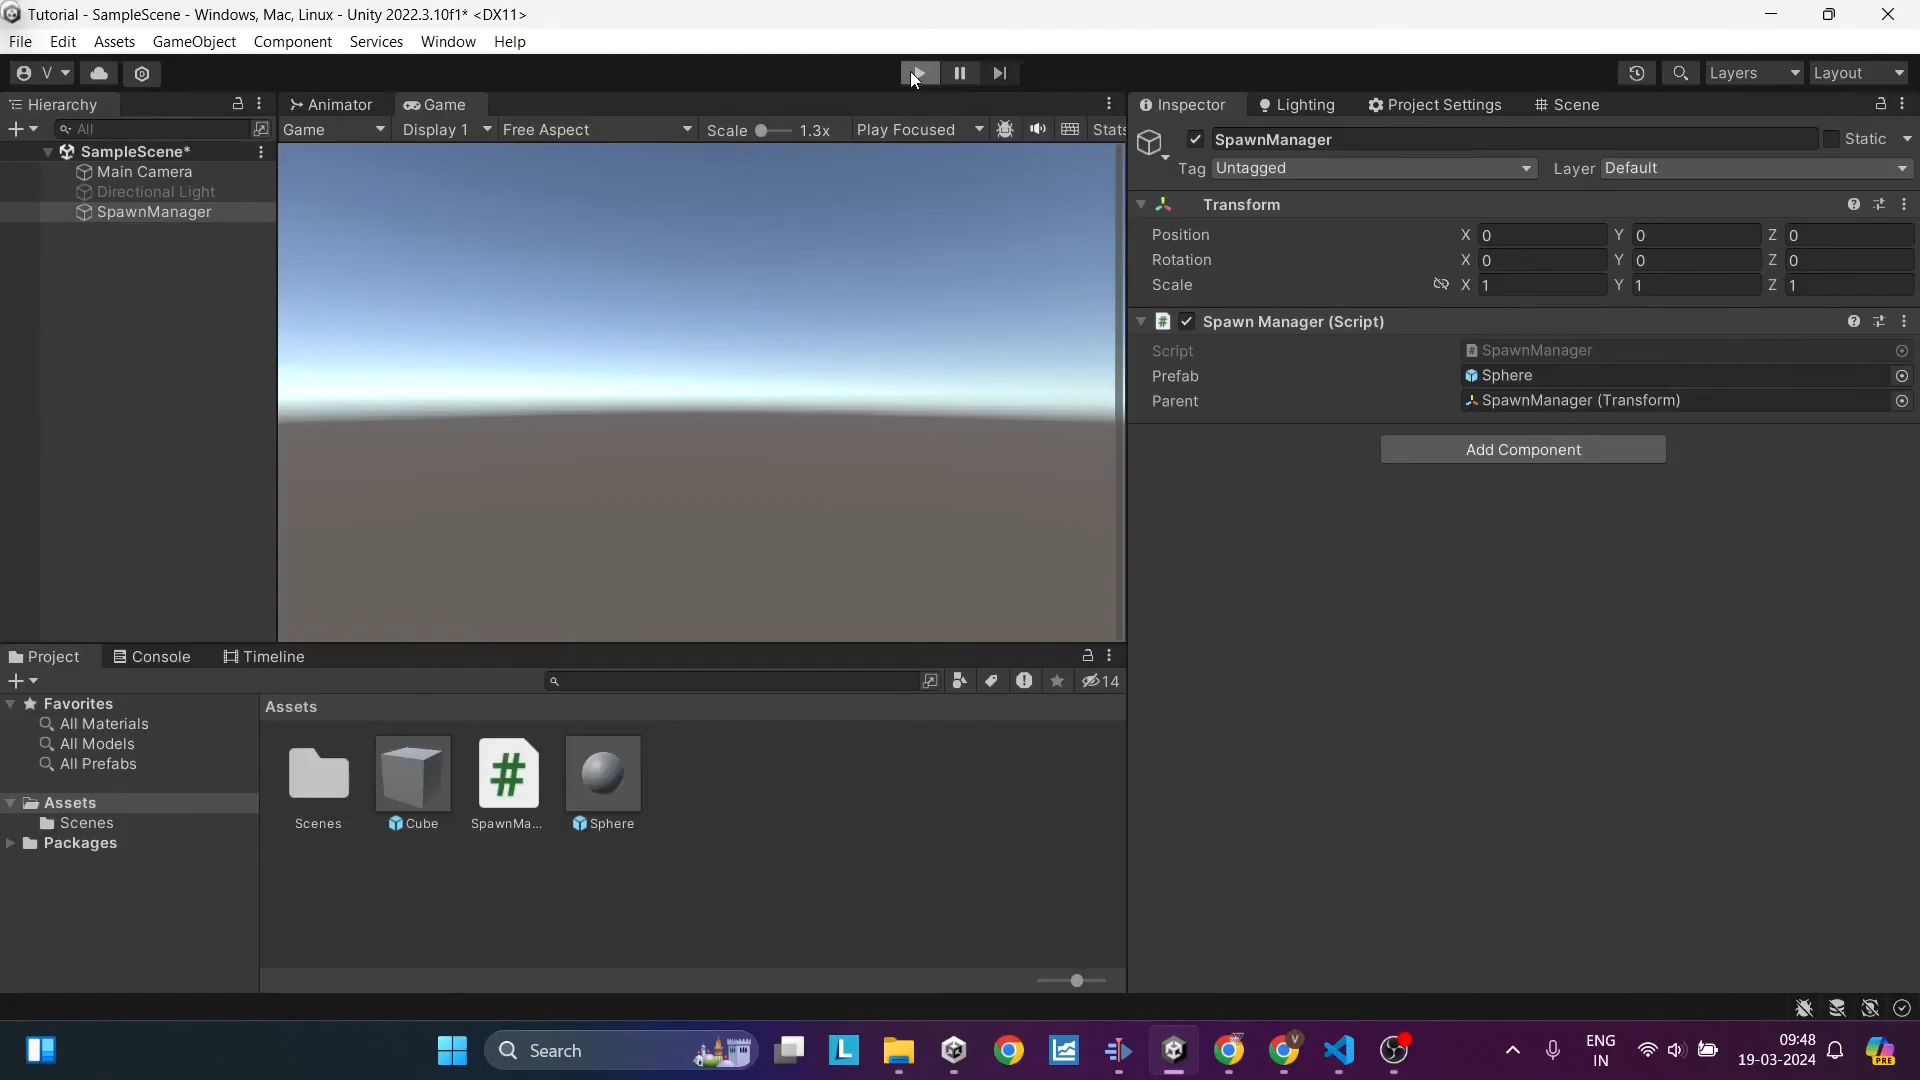 Tutorial - SampleScene - Windows, Mac, Linux - Unity 2022.3.10f1* <DX11>
File Edit Assets GameObject Component Services Window Help
V Layers Layout
Hierarchy
All
SampleScene*
Main Camera
Directional Light
SpawnManager
Animator Game
Game Display 1 Free Aspect Scale 1.3x Play Focused Stats
Inspector Lighting Project Settings Scene
SpawnManager Static
Tag Untagged Layer Default
Transform
Position X 0 Y 0 Z 0
Rotation X 0 Y 0 Z 0
Scale X 1 Y 1 Z 1
Spawn Manager (Script)
Script SpawnManager
Prefab Sphere
Parent SpawnManager (Transform)
Add Component
Project Console Timeline
14
Favorites
All Materials
All Models
All Prefabs
Assets
Scenes
Packages
Assets
Scenes Cube SpawnMa... Sphere
Search
ENG
IN
09:48
19-03-2024
PRE